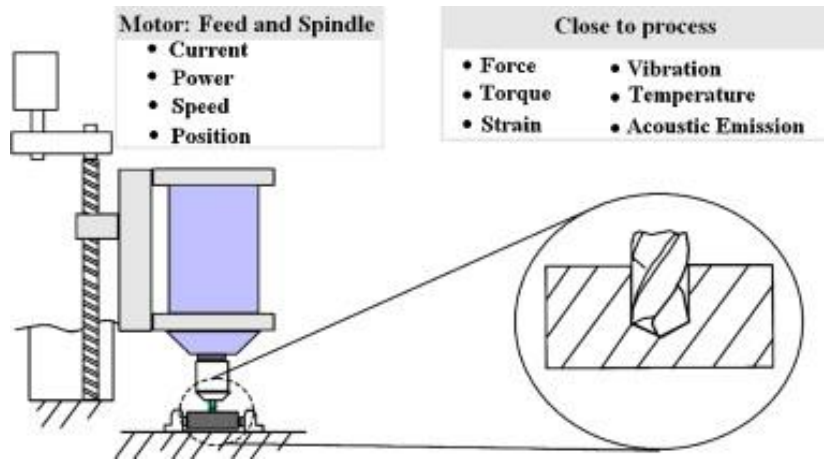 Motor: Feed and Spindle
• Current
• Power
• Speed
• Position
Close to process
• Force
• Torque
• Strain
• Vibration
• Temperature
• Acoustic Emission